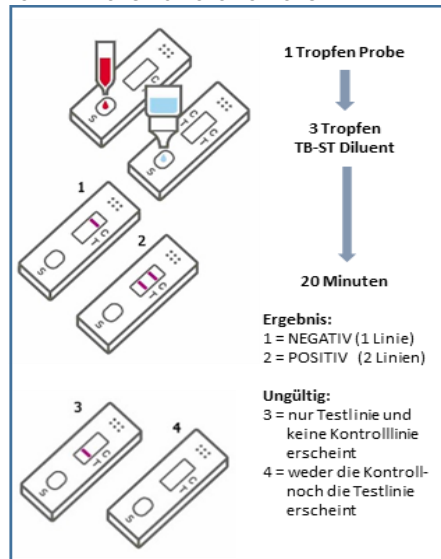 1 Tropfen Probe
3 Tropfen
TB-ST Diluent
20 Minuten
S
C
T
S
C
T
1
S
C
T
2
S
C
T
Ergebnis:
1 = NEGATIV (1 Linie)
2 = POSITIV (2 Linien)
Ungültig:
3 = nur Testlinie und
keine Kontrolllinie
erscheint
4 = weder die Kontroll-
noch die Testlinie
erscheint
3
S
C
T
4
S
C
T